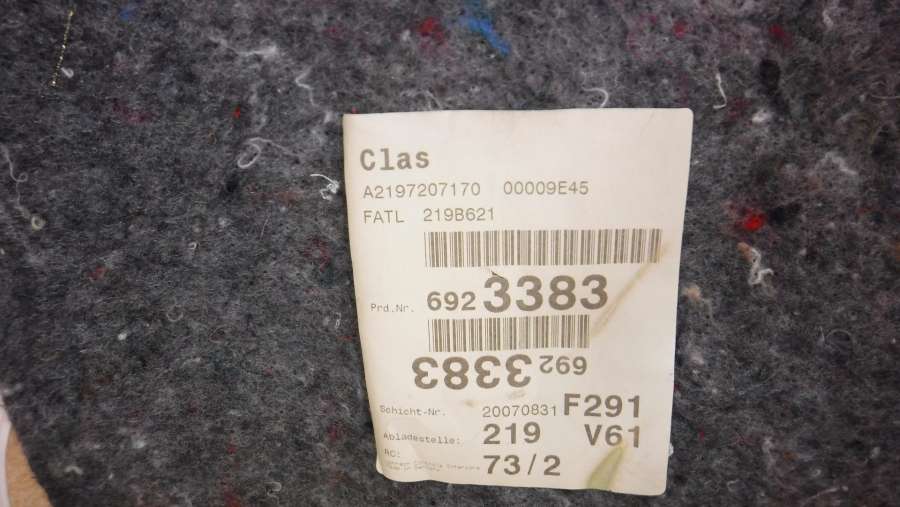 Clas
A2197207170 00009E45
FATL 219B621
Prd.Nr. 692 3383
692 3383
Schicht-Nr. 20070831 F291
Abladestelle: 219 V61
AC: 73/2